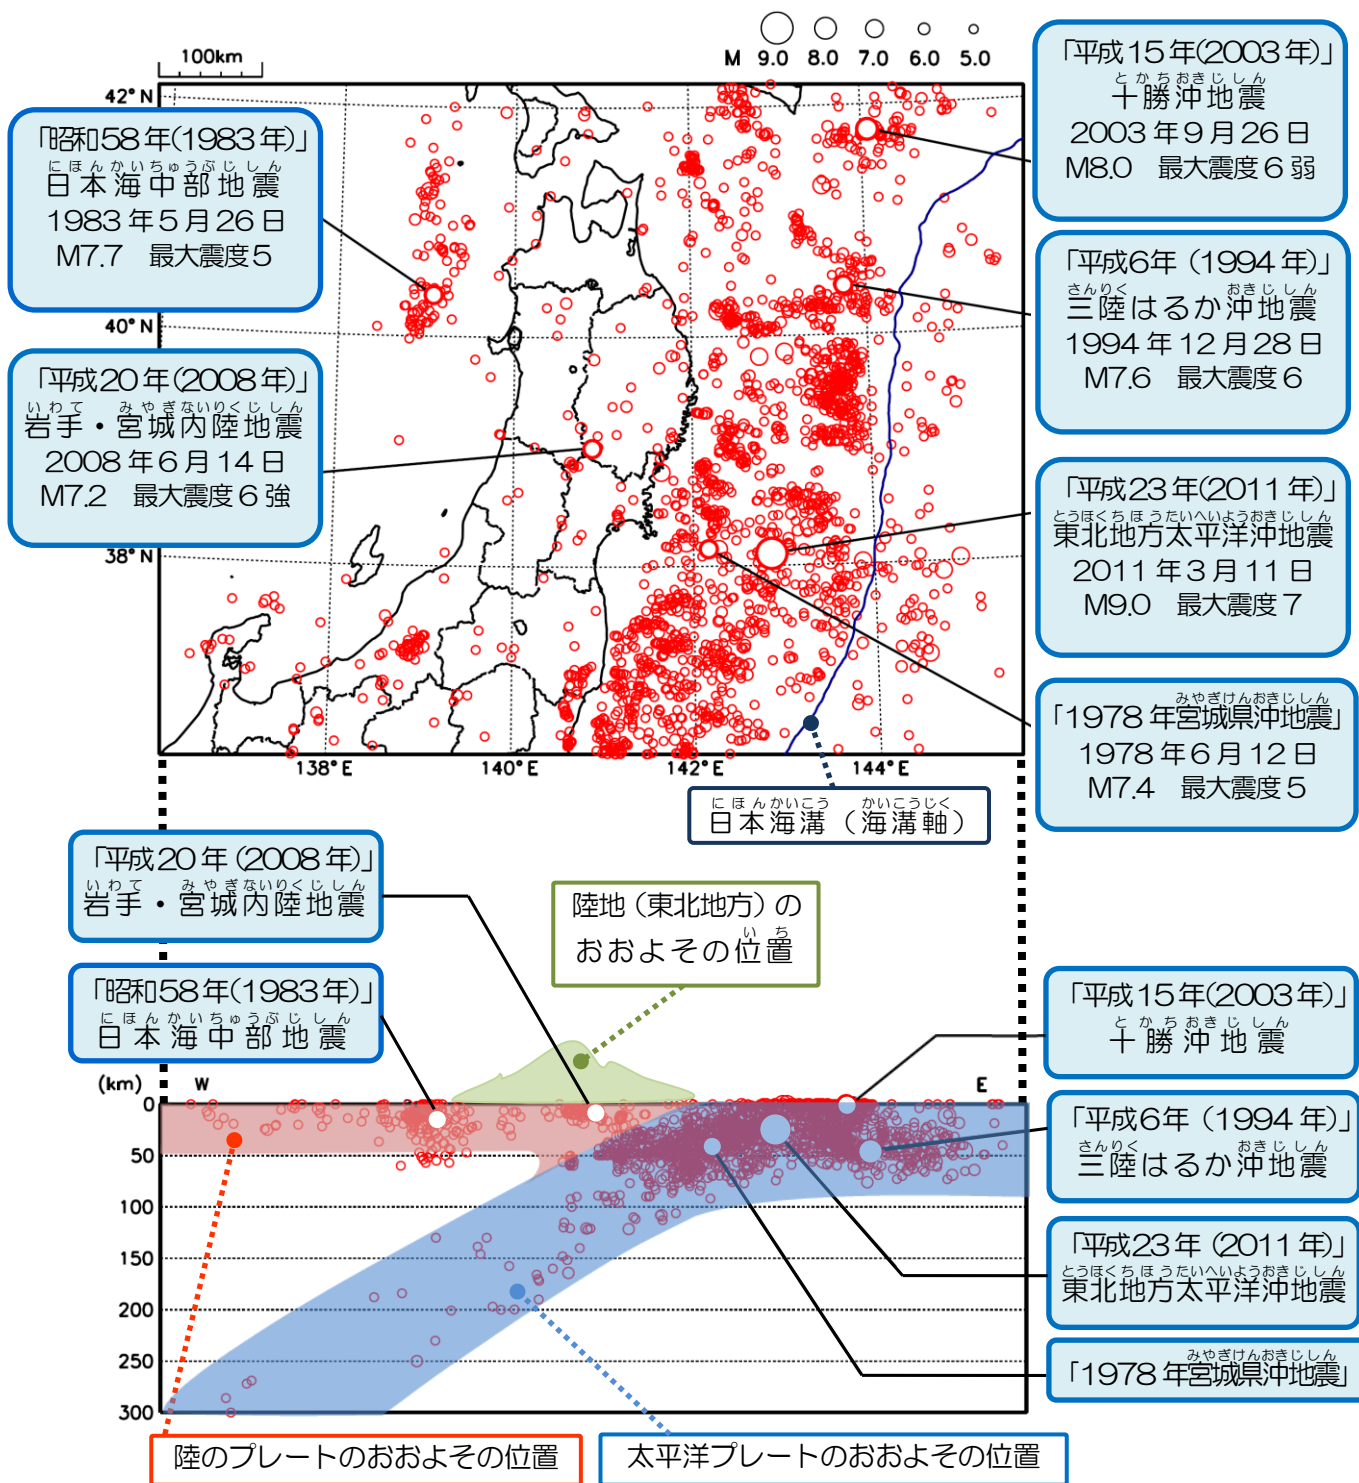 100km
M 9.0 8.0 7.0 6.0 5.0
42°N
40°N
38°N
138°E 140°E 142°E 144°E
「昭和58年(1983年)」
にほんかいちゅうぶじしん
日本海中部地震
1983年5月26日
M7.7 最大震度5
「平成20年(2008年)」
いわて みやぎないりくじしん
岩手・宮城内陸地震
2008年6月14日
M7.2 最大震度6強
「平成15年(2003年)」
とかちおきじしん
十勝沖地震
2003年9月26日
M8.0 最大震度6弱
「平成6年(1994年)」
さんりく おきじしん
三陸はるか沖地震
1994年12月28日
M7.6 最大震度6
「平成23年(2011年)」
とうほくちほうたいへいようおきじしん
東北地方太平洋沖地震
2011年3月11日
M9.0 最大震度7
みやぎけんおきじしん
「1978年宮城県沖地震」
1978年6月12日
M7.4 最大震度5
にほんかいこう かいこうじく
日本海溝(海溝軸)
「平成20年(2008年)」
いわて みやぎないりくじしん
岩手・宮城内陸地震
陸地(東北地方)の
いち
おおよその位置
「昭和58年(1983年)」
にほんかいちゅうぶじしん
日本海中部地震
「平成15年(2003年)」
とかちおきじしん
十勝沖地震
(km) W E
0
50
100
150
200
250
300
「平成6年(1994年)」
さんりく おきじしん
三陸はるか沖地震
「平成23年(2011年)」
とうほくちほうたいへいようおきじしん
東北地方太平洋沖地震
みやぎけんおきじしん
「1978年宮城県沖地震」
陸のプレートのおおよその位置
太平洋プレートのおおよその位置